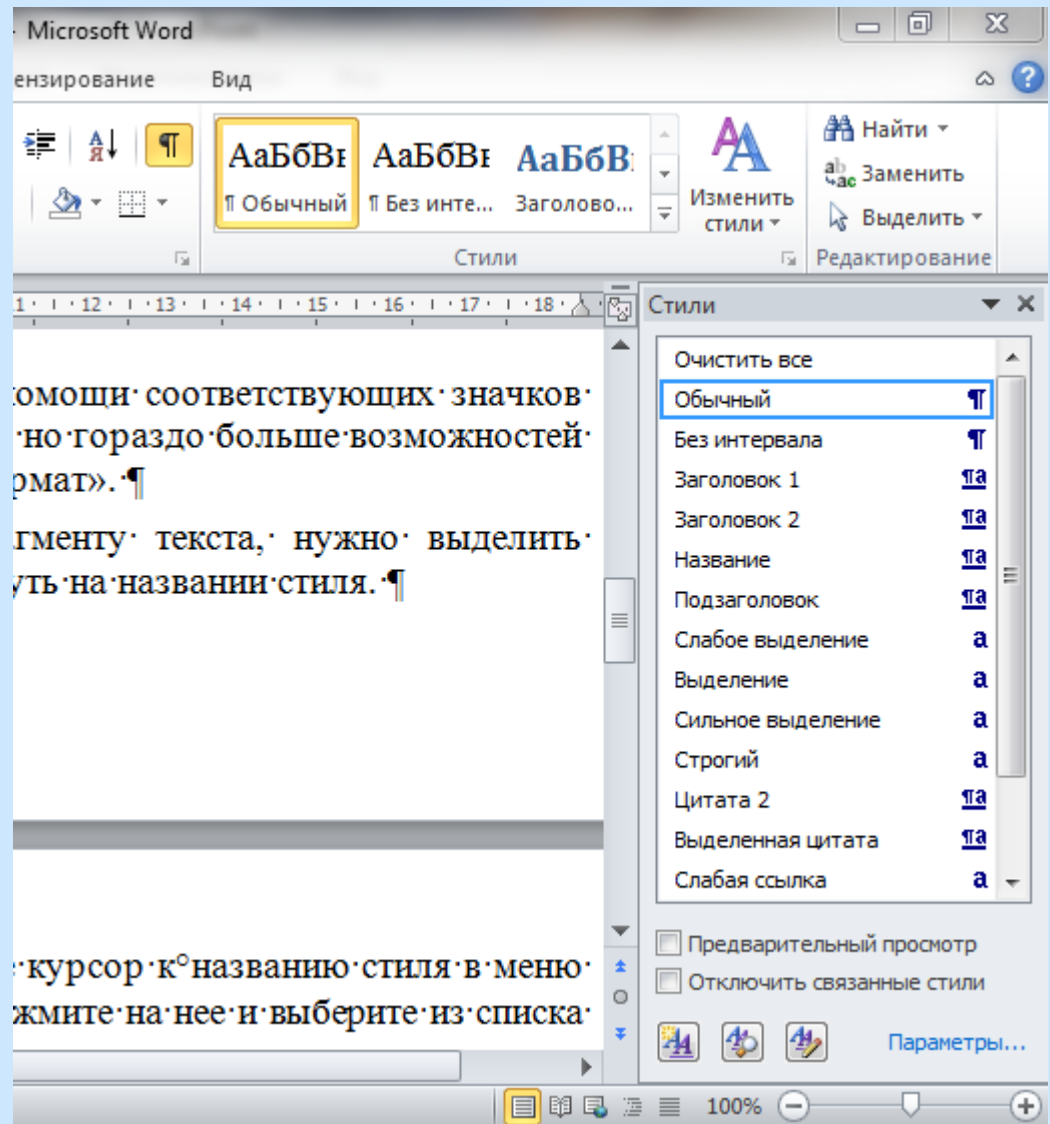 Microsoft Word
ензирование Вид
АаБбВ АаБбВ АаБбВ
¶ Обычный ¶ Без инте... Заголово...
Изменить стили
Найти
Заменить
Выделить
Стили Редактирование
11 · 12 · 13 · 14 · 15 · 16 · 17 · 18
Стили
Очистить все
Обычный ¶
Без интервала ¶
Заголовок 1 ¶a
Заголовок 2 ¶a
Название ¶a
Подзаголовок ¶a
Слабое выделение a
Выделение a
Сильное выделение a
Строгий a
Цитата 2 ¶a
Выделенная цитата ¶a
Слабая ссылка a
Предварительный просмотр
Отключить связанные стили
Параметры...
омощи·соответствующих·значков·
·но·гораздо·больше·возможностей·
рмат».·¶
гменту·текста,·нужно·выделить·
уть·на·названии·стиля.·¶
·курсор·к°названию·стиля·в·меню·
жмите·на·нее·и·выберите·из·списка·
100%